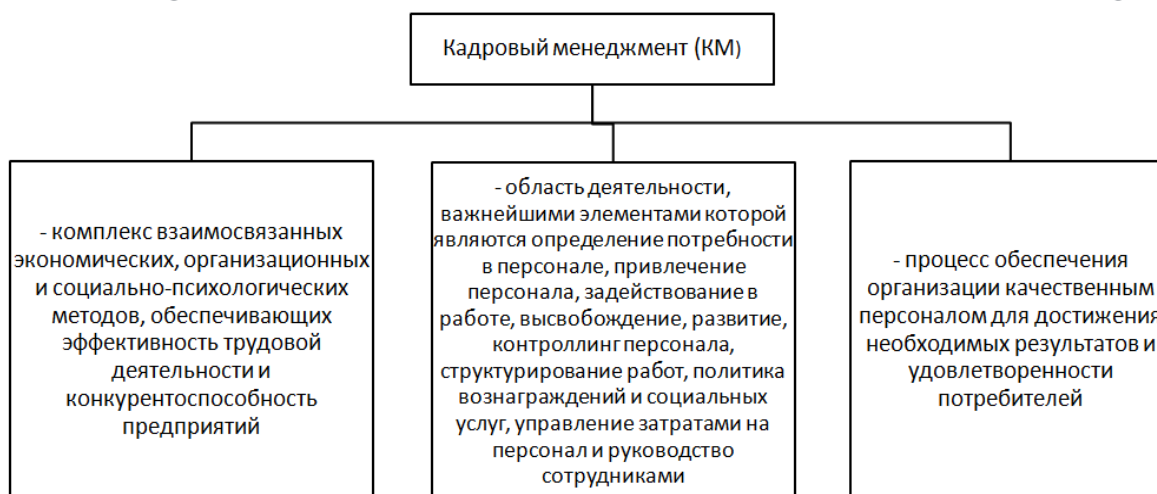 Кадровый менеджмент (КМ)
- комплекс взаимосвязанных
экономических, организационных
и социально-психологических
методов, обеспечивающих
эффективность трудовой
деятельности и
конкурентоспособность
предприятий
- область деятельности,
важнейшими элементами которой
являются определение потребности
в персонале, привлечение
персонала, задействование в
работе, высвобождение, развитие,
контроллинг персонала,
структурирование работ, политика
вознаграждений и социальных
услуг, управление затратами на
персонал и руководство
сотрудниками
- процесс обеспечения
организации качественным
персоналом для достижения
необходимых результатов и
удовлетворенности
потребителей